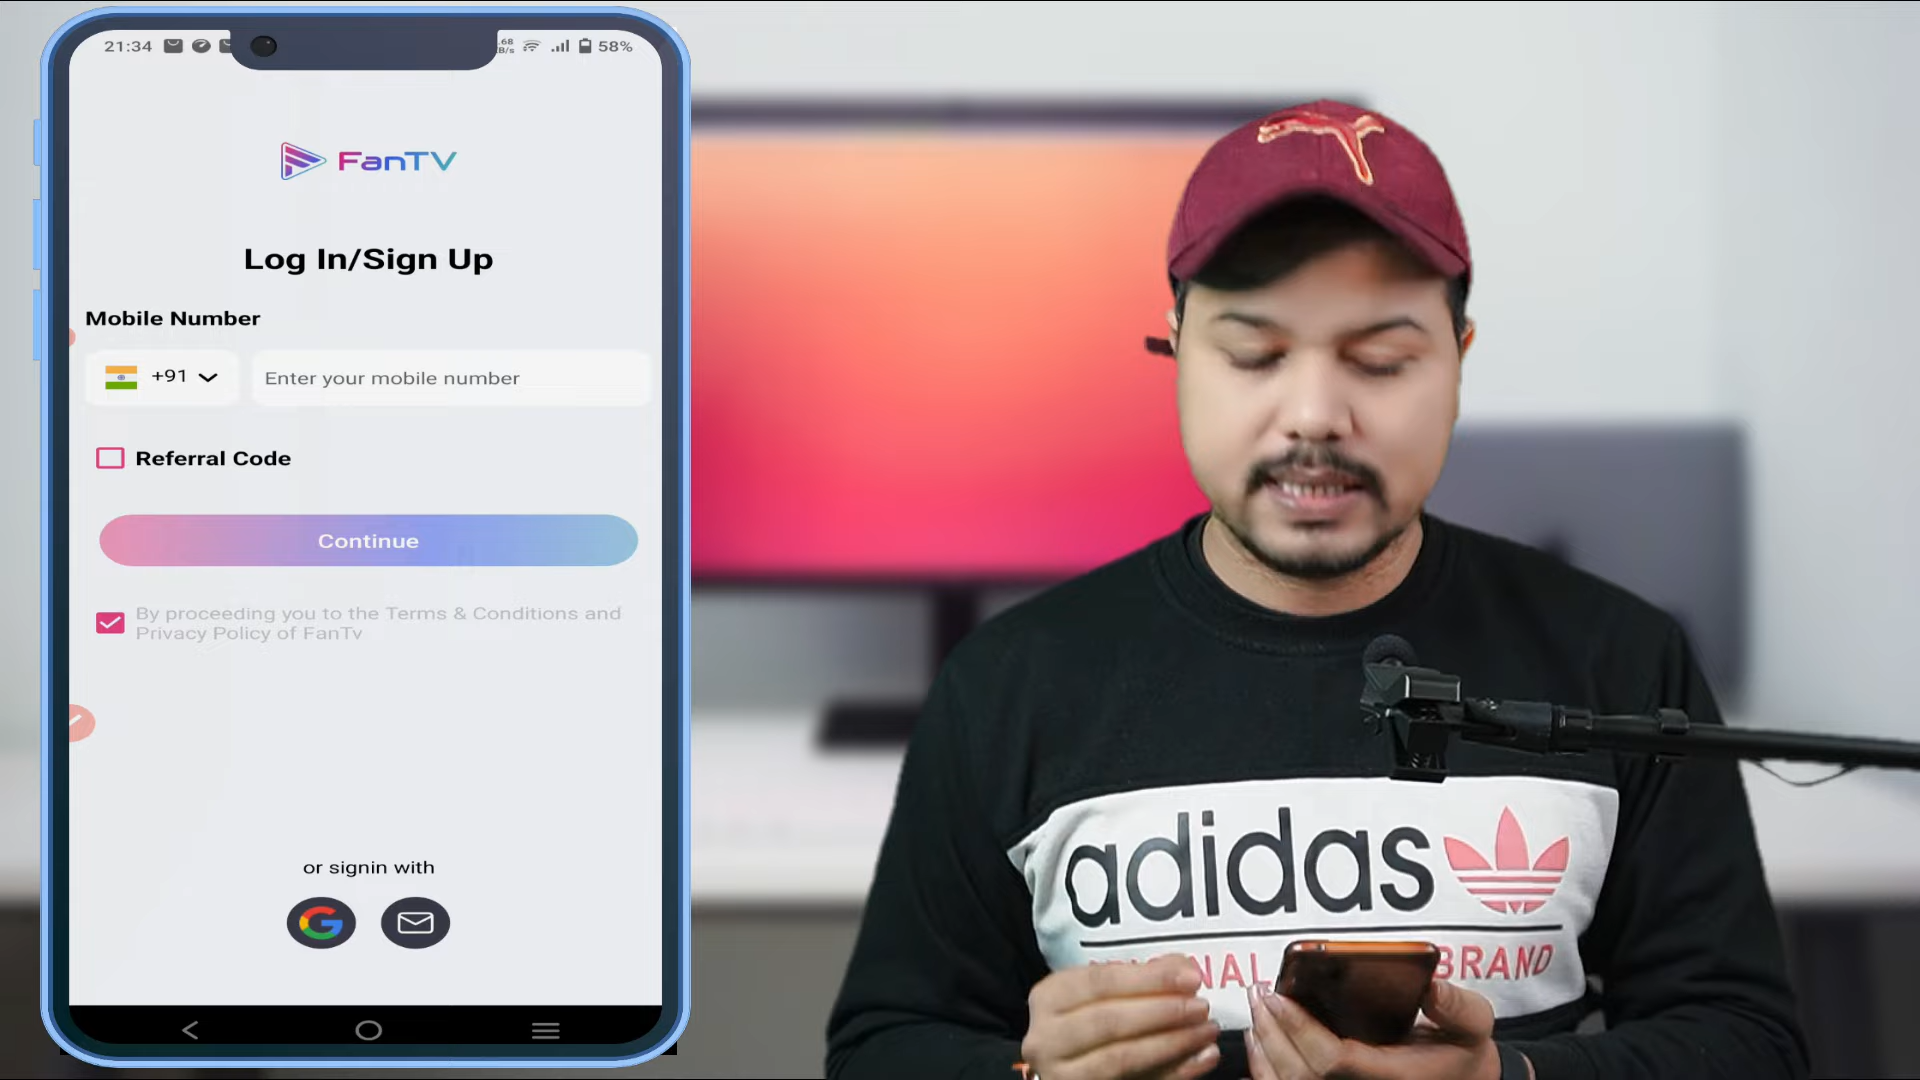 21:34
58%
FanTV
Log In/Sign Up
Mobile Number
+91
Enter your mobile number
Referral Code
Continue
By proceeding you to the Terms & Conditions and
Privacy Policy of FanTv
or signin with
adidas
BRAND